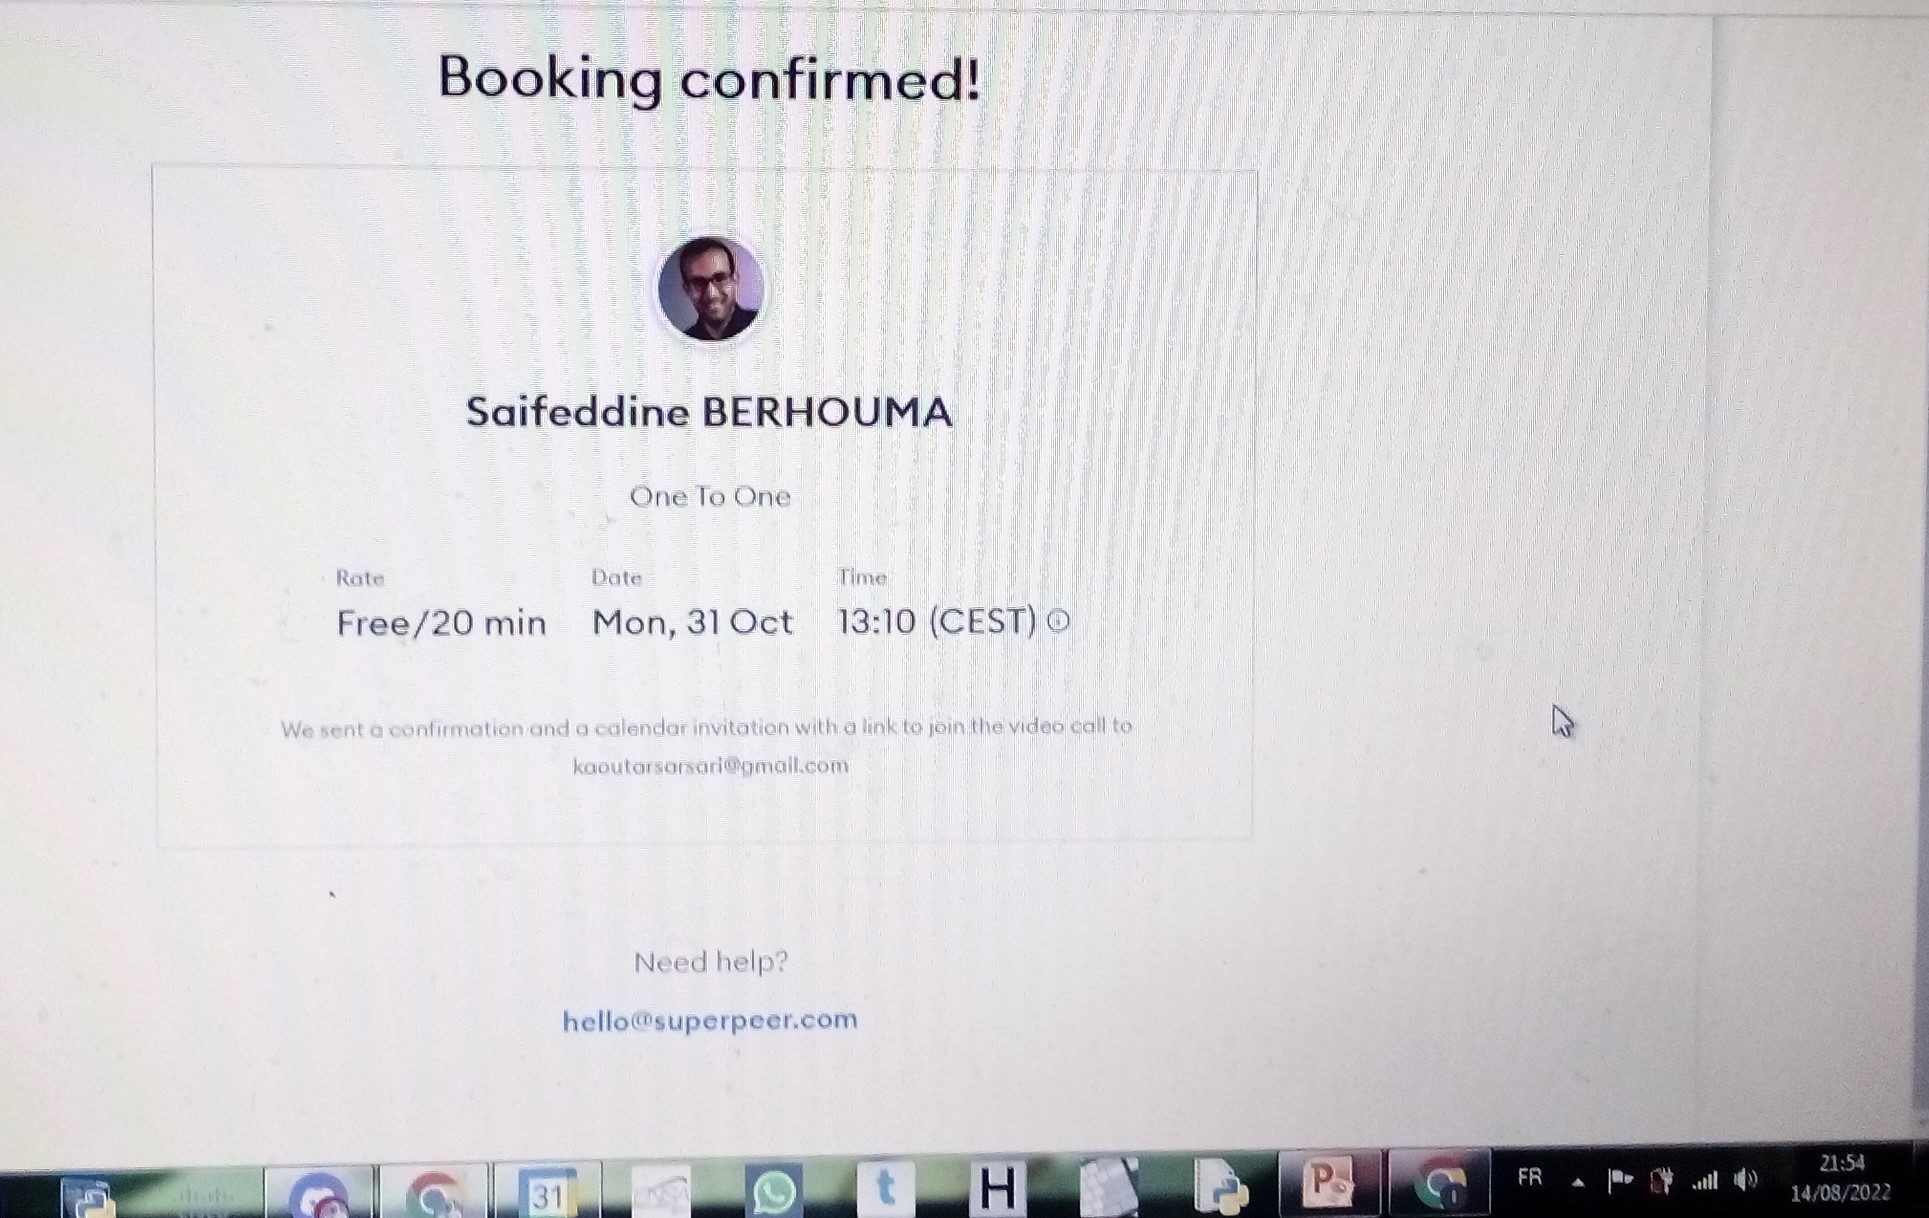 Booking confirmed!
Saifeddine BERHOUMA
One To One
Rate Date Time
Free/20 min Mon, 31 Oct 13:10 (CEST)
We sent a confirmation and a calendar invitation with a link to join the video call to
kaoutarsarsari@gmail.com
Need help?
hello@superpeer.com
31
t
H
P
FR
21:54
14/08/2022